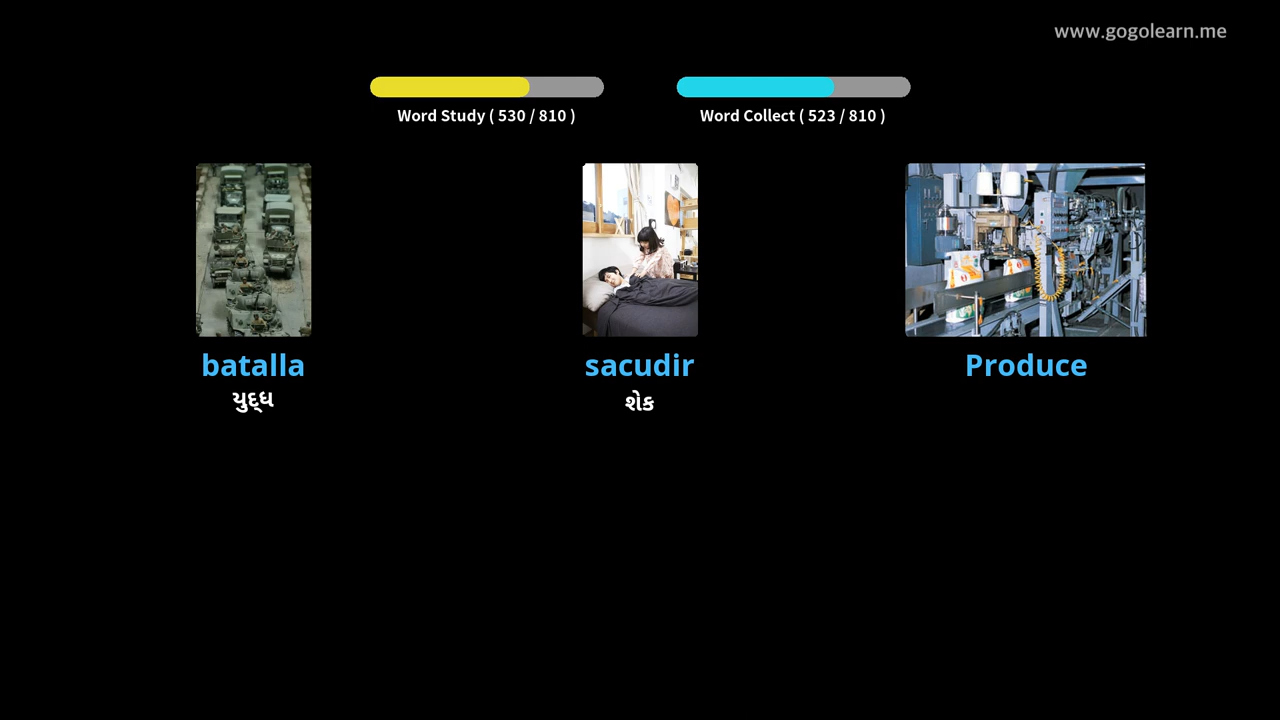 www.gogolearn.me
Word Study ( 530 / 810 )
Word Collect ( 523 / 810 )
batalla
sacudir
Produce
યુદ્ધ
શેક